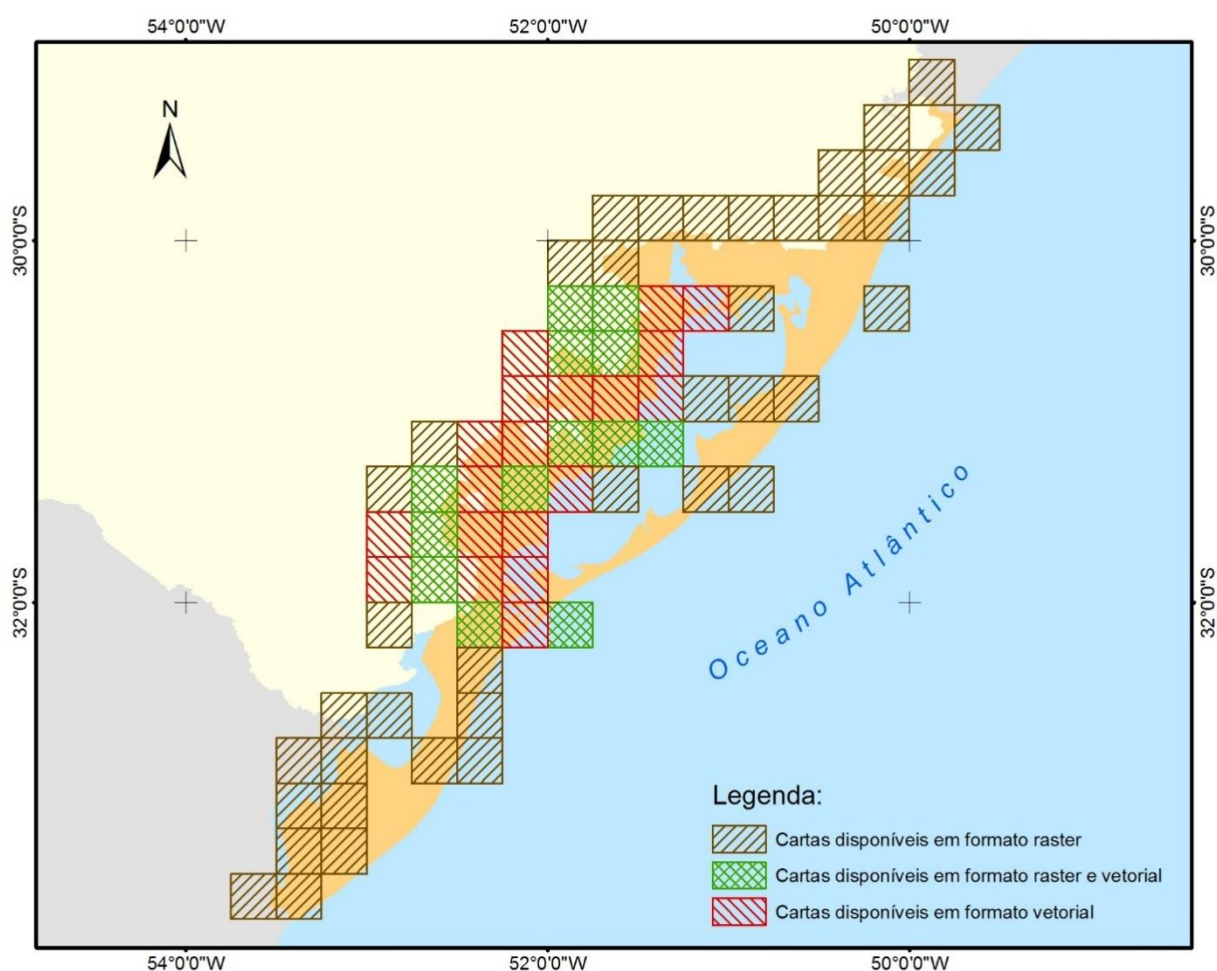 54°0'0"W 52°0'0"W 50°0'0"W
N
30°0'0"S 30°0'0"S
32°0'0"S 32°0'0"S
Oceano Atlântico
Legenda:
Cartas disponíveis em formato raster
Cartas disponíveis em formato raster e vetorial
Cartas disponíveis em formato vetorial
54°0'0"W 52°0'0"W 50°0'0"W